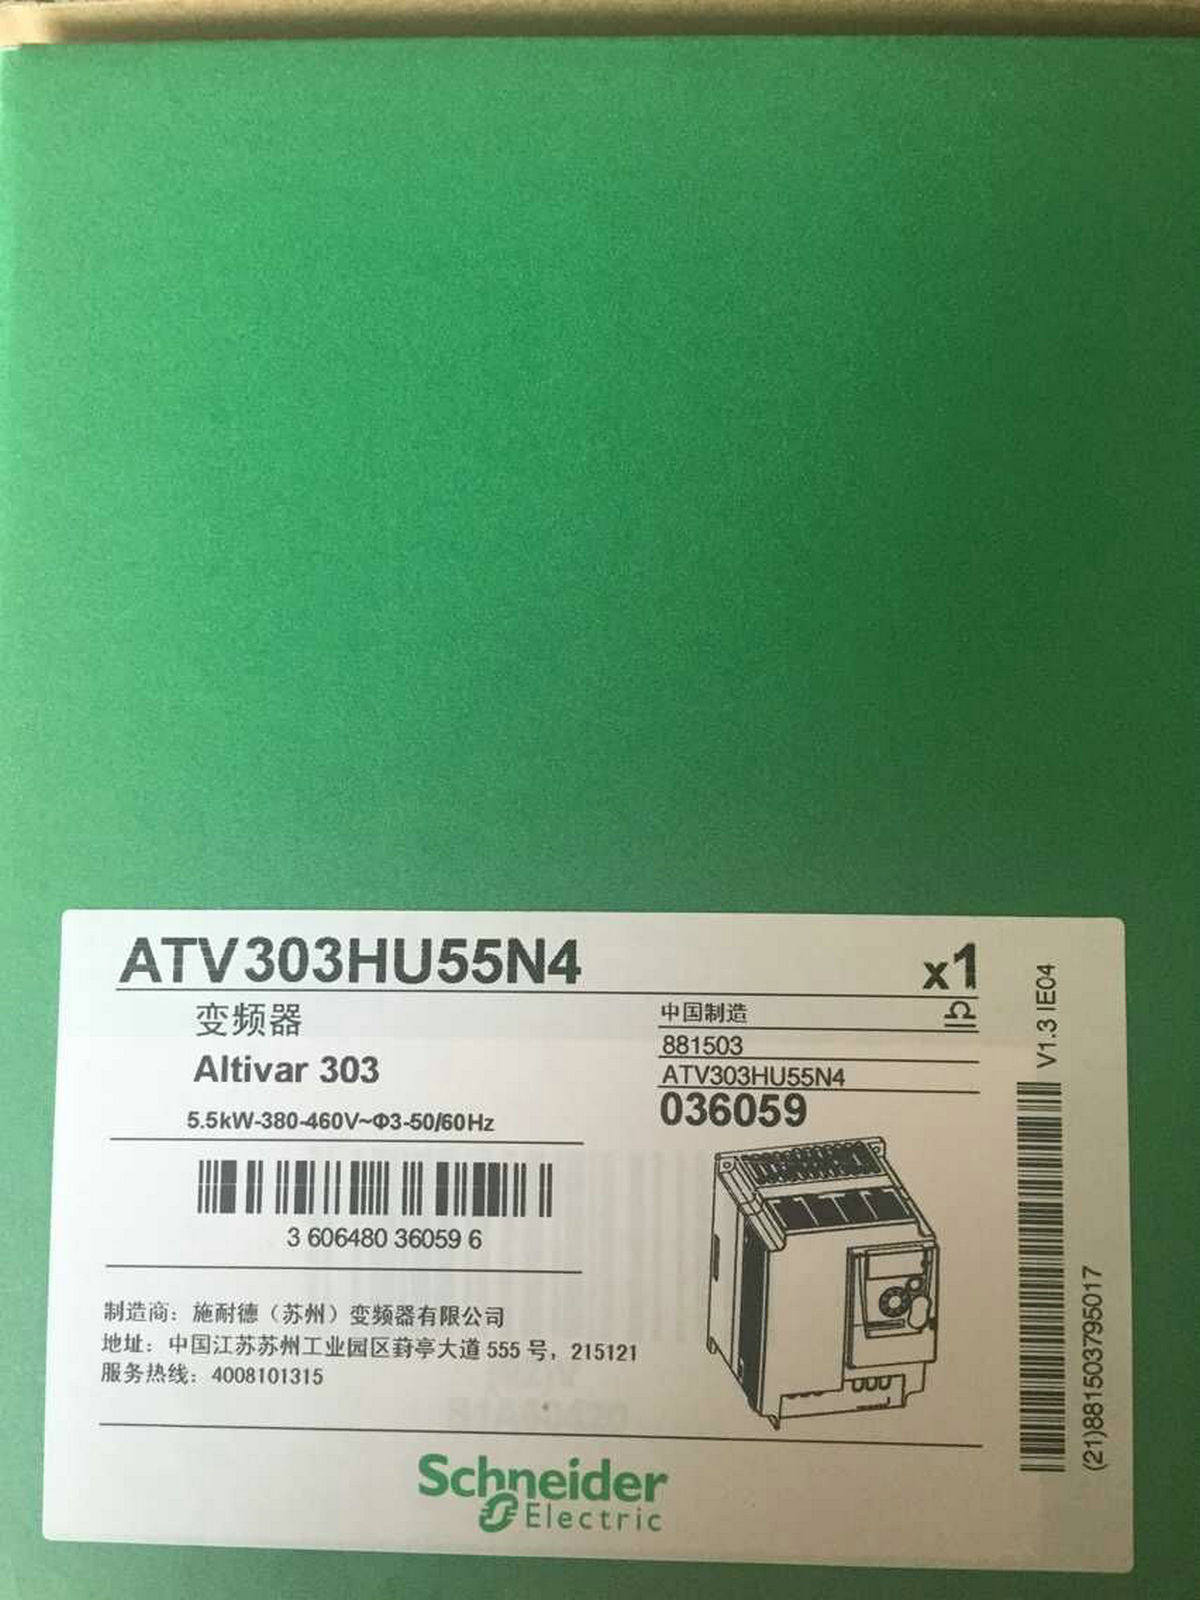 ATV303HU55N4
x1
变频器
Altivar 303
5.5kW-380-460V~Φ3-50/60Hz
3 606480 36059 6
中国制造
881503
ATV303HU55N4
036059
制造商：施耐德（苏州）变频器有限公司
地址：中国江苏苏州工业园区葑亭大道 555 号，215121
服务热线：4008101315
Schneider
Electric
V1.3 IE04
(21)881503795017